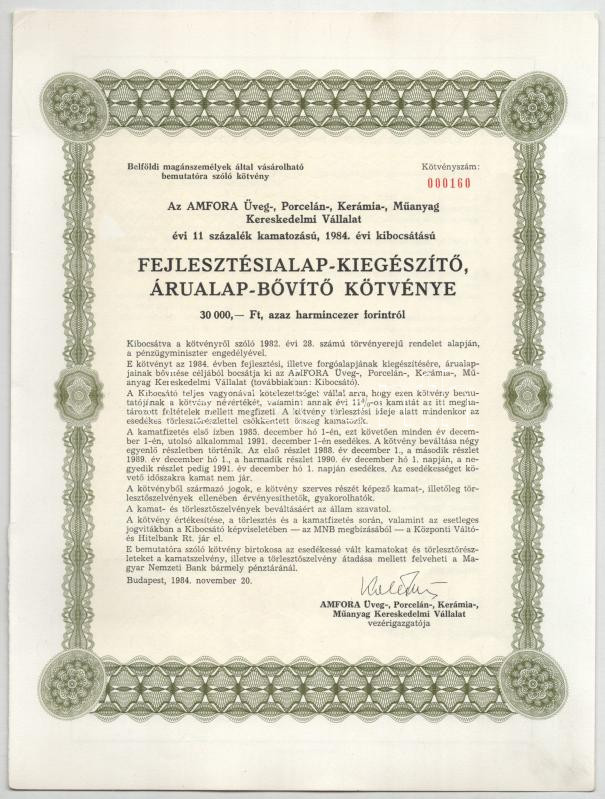 Belföldi magánszemélyek által vásárolható
bemutatóra szóló kötvény
Kötvényszám:
000160
Az AMFORA Üveg-, Porcelán-, Kerámia-, Műanyag
Kereskedelmi Vállalat
évi 11 százalék kamatozású, 1984. évi kibocsátású
FEJLESZTÉSIALAP-KIEGÉSZÍTŐ,
ÁRUALAP-BŐVÍTŐ KÖTVÉNYE
30 000,— Ft, azaz harmincezer forintról
Kibocsátva a kötvényről szóló 1982. évi 28. számú törvényerejű rendelet alapján,
a pénzügyminiszter engedélyével.
E kötvényt az 1984. évben fejlesztési, illetve forgóalapjának kiegészítésére, árualap-
jainak bővítése céljából bocsátja ki az AMFORA Üveg-, Porcelán-, Kerámia-, Mű-
anyag Kereskedelmi Vállalat (továbbiakban: Kibocsátó).
A Kibocsátó teljes vagyonával kötelezettséget vállal arra, hogy ezen kötvény bemu-
tatójának a kötvény névértékét, valamint annak évi 11%-os kamatát az itt megha-
tározott feltételek mellett megfizeti. A kötvény törlesztési ideje alatt mindenkor az
esedékes törlesztőrészlettel csökkentett összeg kamatozik.
A kamatfizetés első ízben 1985. december hó 1-én, ezt követően minden év decem-
ber 1-én, utolsó alkalommal 1991. december 1-én esedékes. A kötvény beváltása négy
egyenlő részletben történik. Az első részlet 1988. év december hó 1., a második részlet
1989. év december hó 1., a harmadik részlet 1990. év december hó 1. napján, a ne-
gyedik részlet pedig 1991. év december hó 1. napján esedékes. Az esedékességet kö-
vető időszakra kamat nem jár.
A kötvényből származó jogok, e kötvény szerves részét képező kamat-, illetőleg tör-
lesztőszelvények ellenében érvényesíthetők, gyakorolhatók.
A kamat- és törlesztőszelvények beváltásáért az állam szavatol.
A kötvény értékesítése, a törlesztés és a kamatfizetés során, valamint az esetleges
jogvitákban a Kibocsátó képviseletében — az MNB megbízásából — a Központi Váltó-
és Hitelbank Rt. jár el.
E bemutatóra szóló kötvény birtokosa az esedékessé vált kamatokat és törlesztőrész-
leteket a kamatszelvény, illetve a törlesztőszelvény átadása mellett felveheti a Ma-
gyar Nemzeti Bank bármely pénztáránál.
Budapest, 1984. november 20.
AMFORA Üveg-, Porcelán-, Kerámia-,
Műanyag Kereskedelmi Vállalat
vezérigazgatója